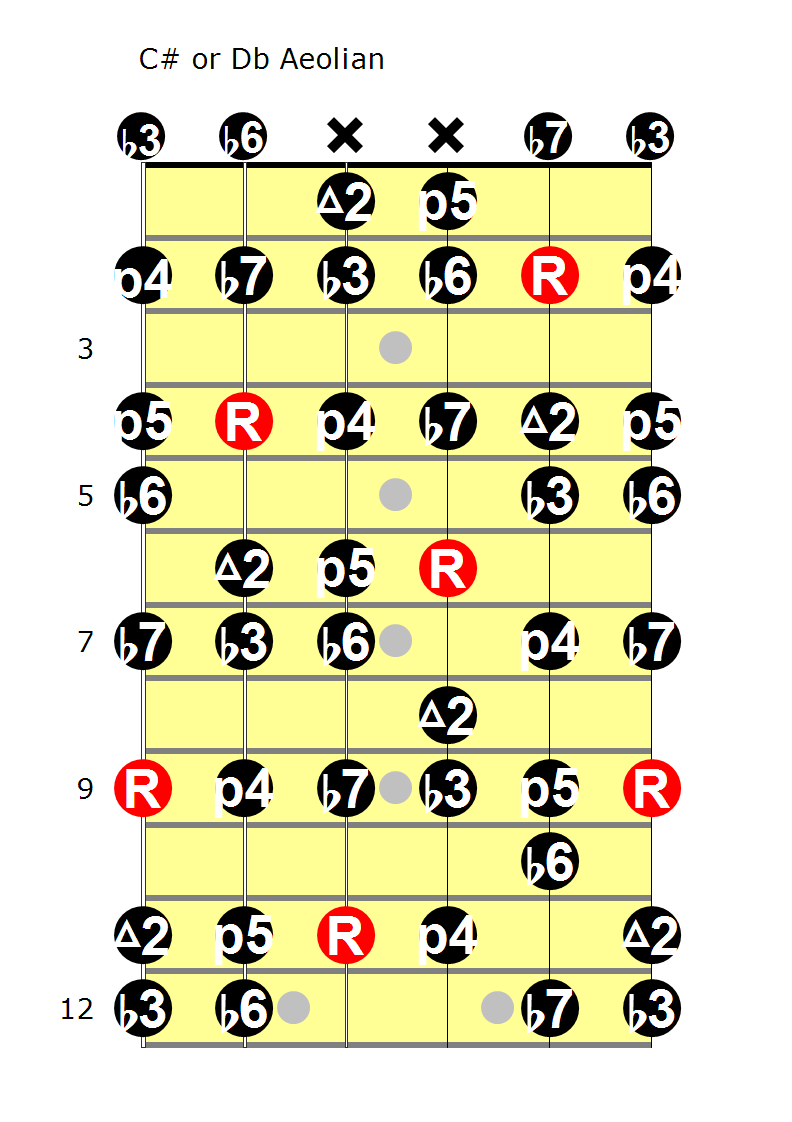 C# or Db Aeolian
♭3 ♭6 × × ♭7 ♭3
Δ2 p5
p4 ♭7 ♭3 ♭6 R p4
3
p5 R p4 ♭7 Δ2 p5
5 ♭6 ♭3 ♭6
Δ2 p5 R
7 ♭7 ♭3 ♭6 p4 ♭7
Δ2
9 R p4 ♭7 ♭3 p5 R
♭6
Δ2 p5 R p4 Δ2
12 ♭3 ♭6 ♭7 ♭3